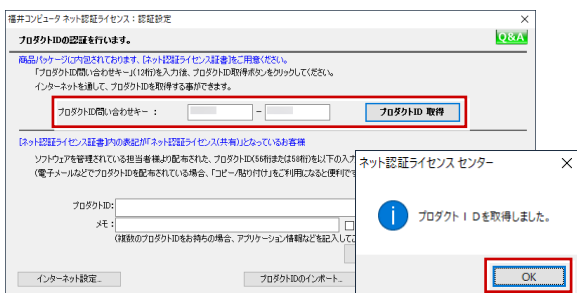 福井コンピュータ ネット認証ライセンス：認証設定
プロダクトIDの認証を行います。
Q&A
商品パッケージに内包されております、[ネット認証ライセンス証書]をご用意ください。
「プロダクトID問い合わせキー」(12桁)を入力後、プロダクトID取得ボタンをクリックしてください。
インターネットを通して、プロダクトIDを取得する事ができます。
プロダクトID問い合わせキー ：
－
プロダクトID 取得
[ネット認証ライセンス証書]内の表記が「ネット認証ライセンス(共有)」となっているお客様
ソフトウェアを管理されている担当者様より配布された、プロダクトID(56桁または58桁)を以下の入力
(電子メールなどでプロダクトIDを配布されている場合、「コピー/貼り付け」をご利用になると便利です
プロダクトID:
メモ：
(複数のプロダクトIDをお持ちの場合、アプリケーション情報などを記入して
インターネット設定...
プロダクトIDのインポート...
ネット認証ライセンス センター
プロダクトＩＤを取得しました。
OK